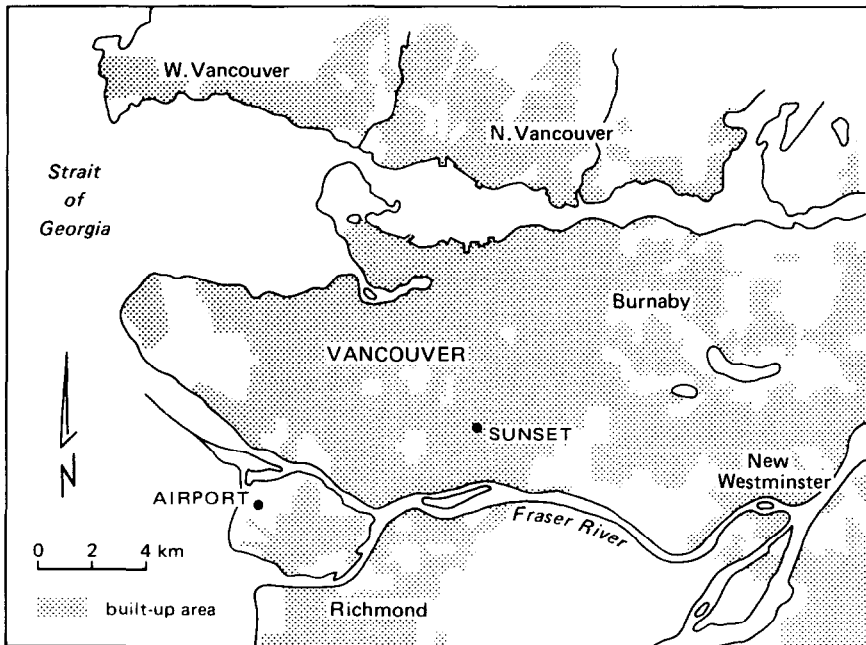 W. Vancouver
N. Vancouver
Strait
of
Georgia
Burnaby
VANCOUVER
SUNSET
New
Westminster
AIRPORT
N
Fraser River
0 2 4 km
built-up area
Richmond